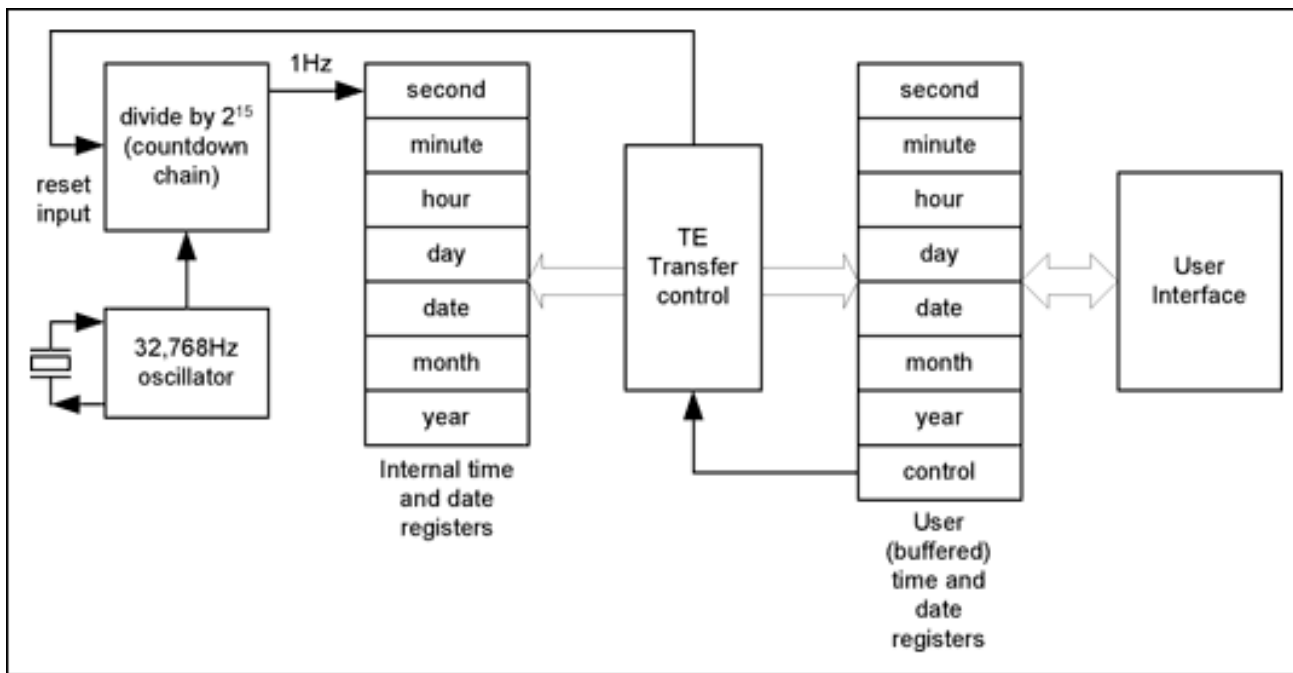 divide by 2¹⁵
(countdown
chain)
reset
input
32,768Hz
oscillator
1Hz
second
minute
hour
day
date
month
year
Internal time
and date
registers
TE
Transfer
control
second
minute
hour
day
date
month
year
control
User
(buffered)
time and
date
registers
User
Interface